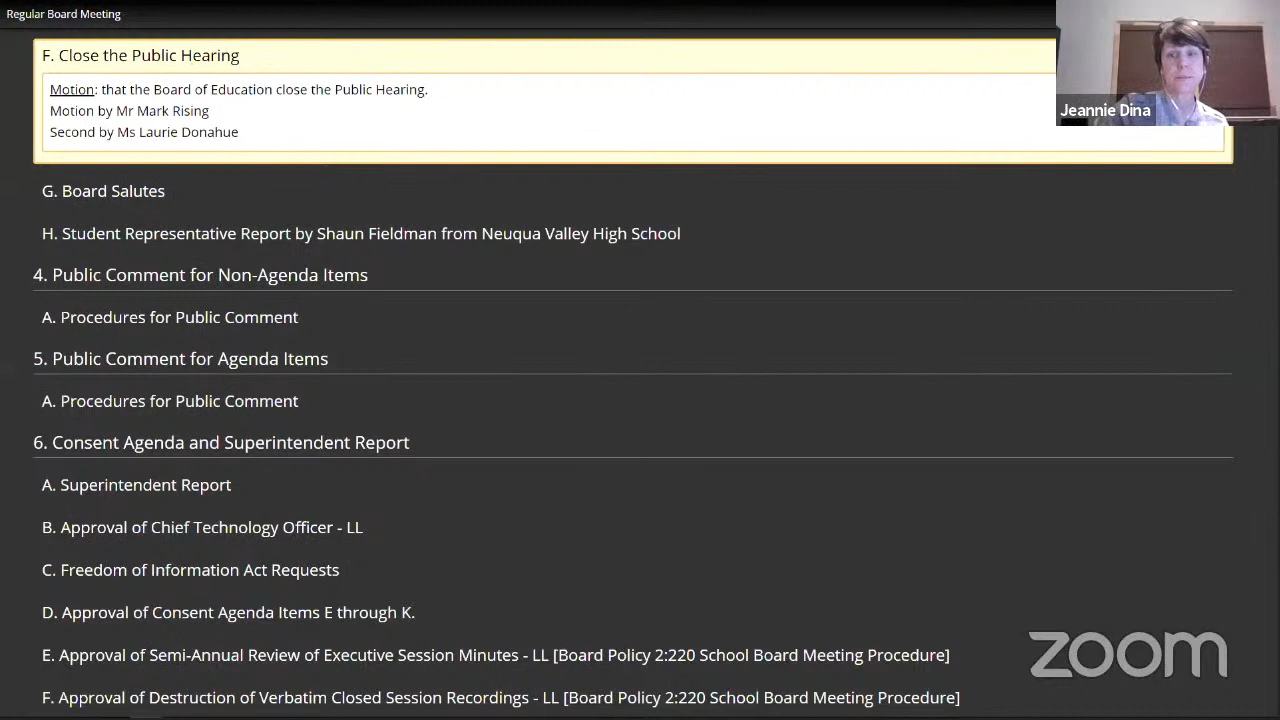 Regular Board Meeting
F. Close the Public Hearing
Motion: that the Board of Education close the Public Hearing.
Motion by Mr Mark Rising
Second by Ms Laurie Donahue
Jeannie Dina
G. Board Salutes
H. Student Representative Report by Shaun Fieldman from Neuqua Valley High School
4. Public Comment for Non-Agenda Items
A. Procedures for Public Comment
5. Public Comment for Agenda Items
A. Procedures for Public Comment
6. Consent Agenda and Superintendent Report
A. Superintendent Report
B. Approval of Chief Technology Officer - LL
C. Freedom of Information Act Requests
D. Approval of Consent Agenda Items E through K.
E. Approval of Semi-Annual Review of Executive Session Minutes - LL [Board Policy 2:220 School Board Meeting Procedure]
F. Approval of Destruction of Verbatim Closed Session Recordings - LL [Board Policy 2:220 School Board Meeting Procedure]
zoom